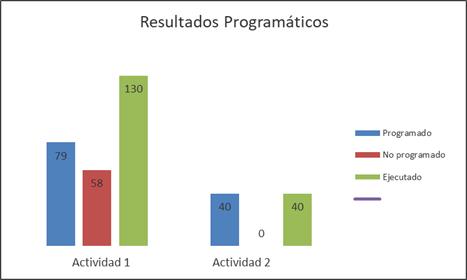 Resultados Programáticos
130
79
58
40
0
40
Actividad 1
Actividad 2
Programado
No programado
Ejecutado